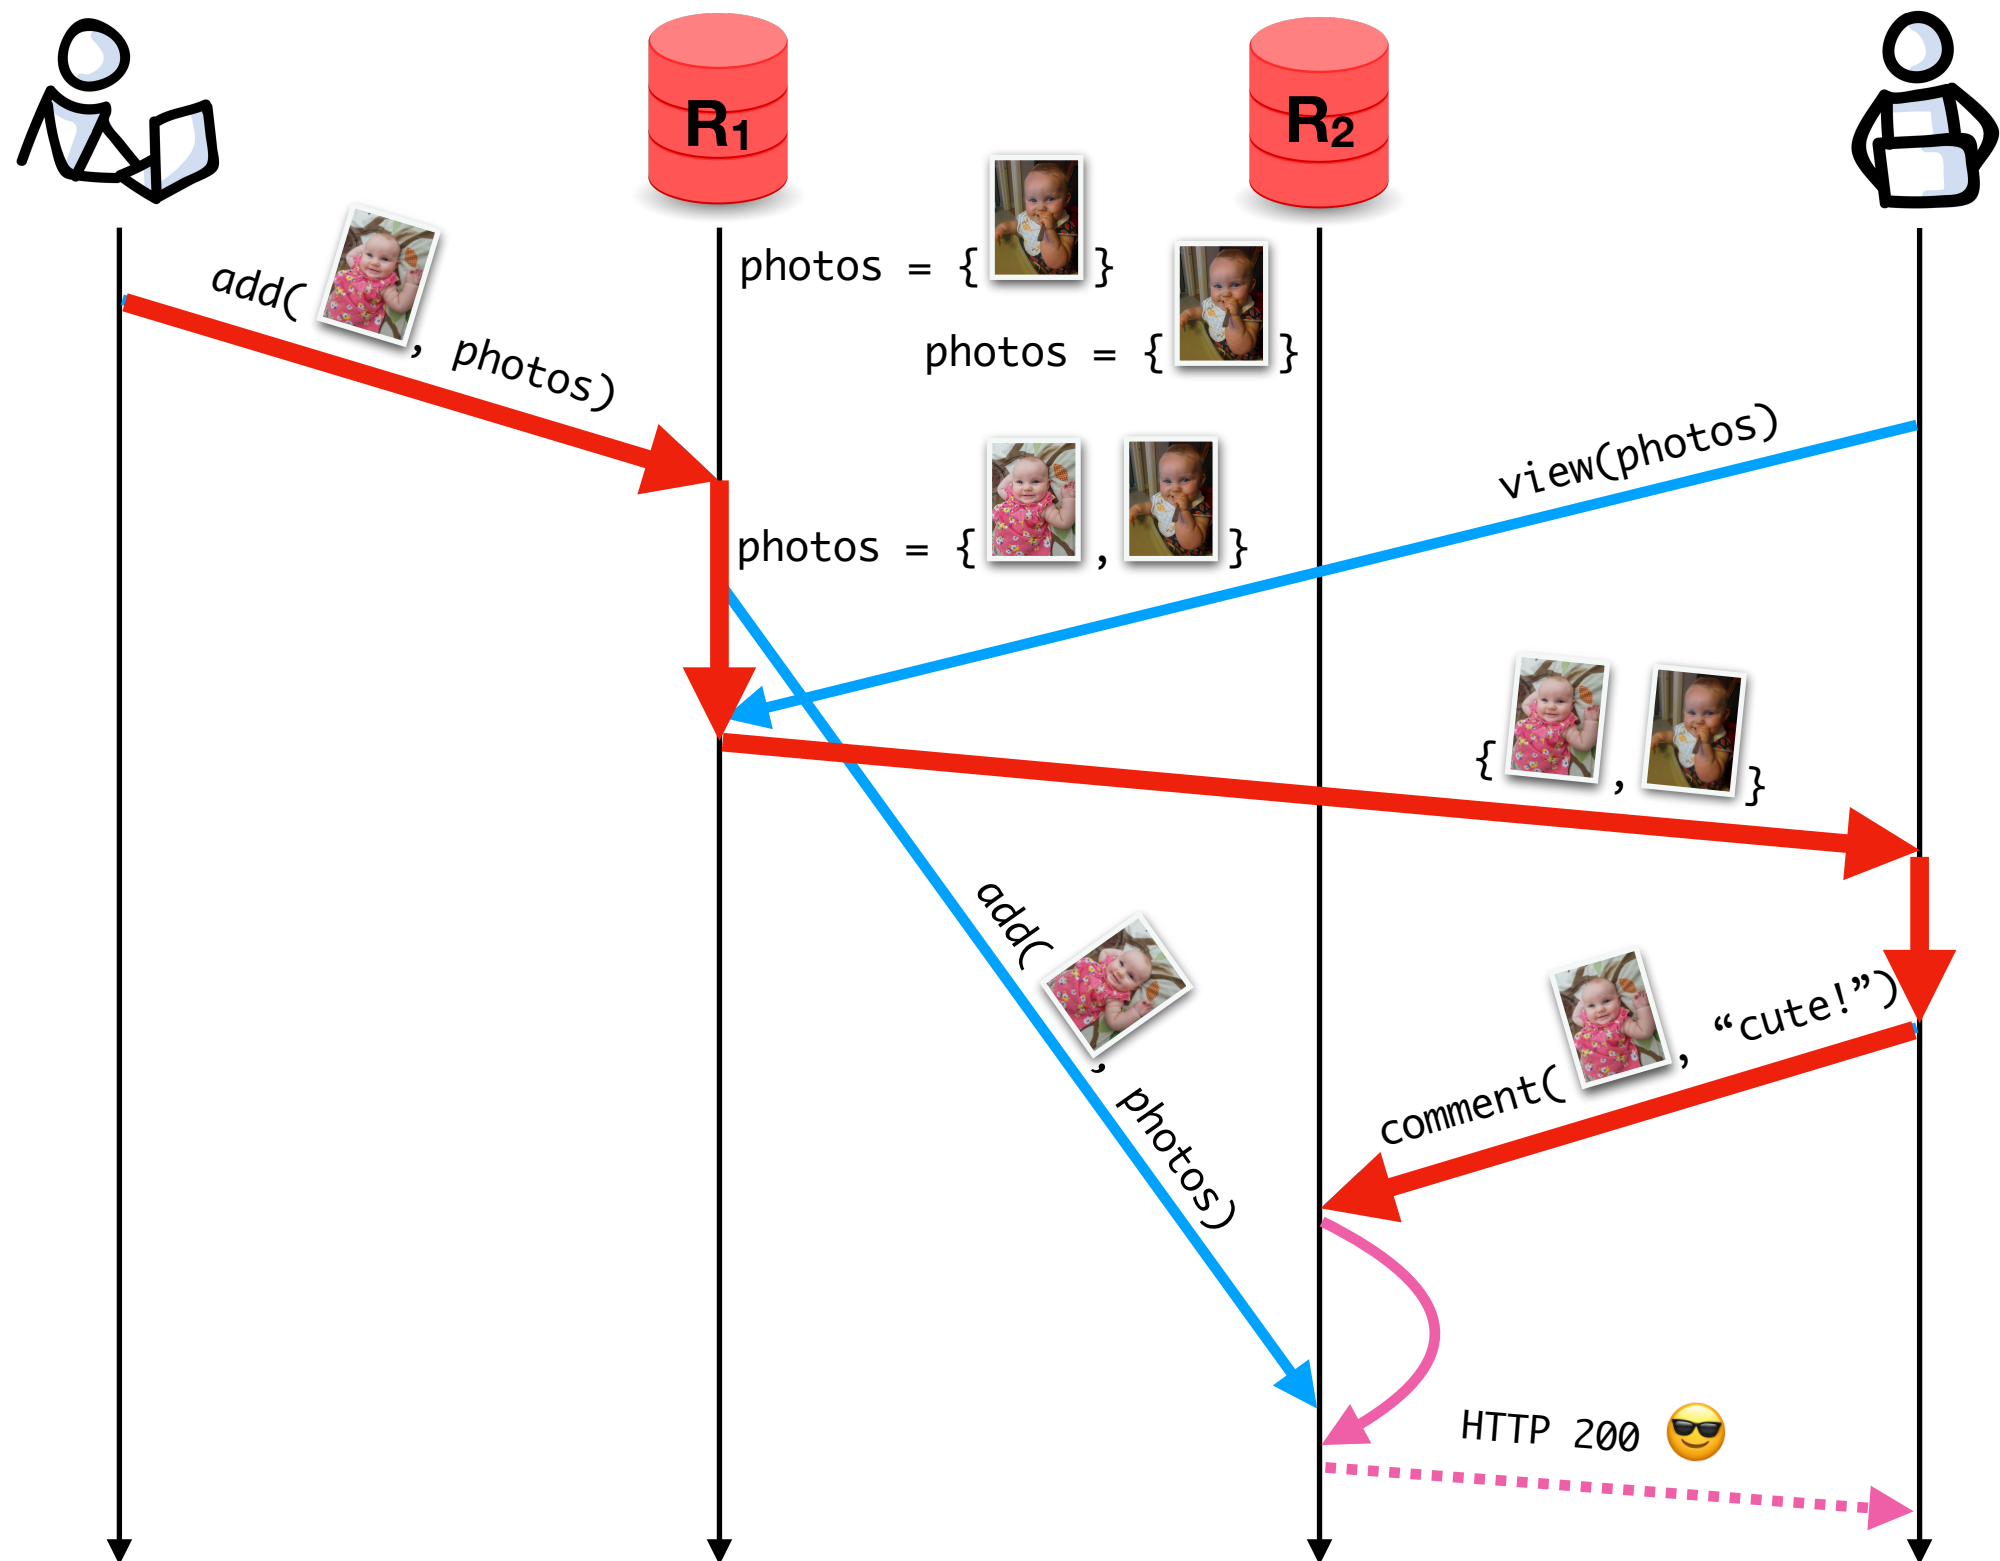 R1
R2
photos = { }
add( , photos)
photos = { }
view(photos)
photos = { , }
{ , }
add( , photos)
comment( , “cute!”)
HTTP 200 😎